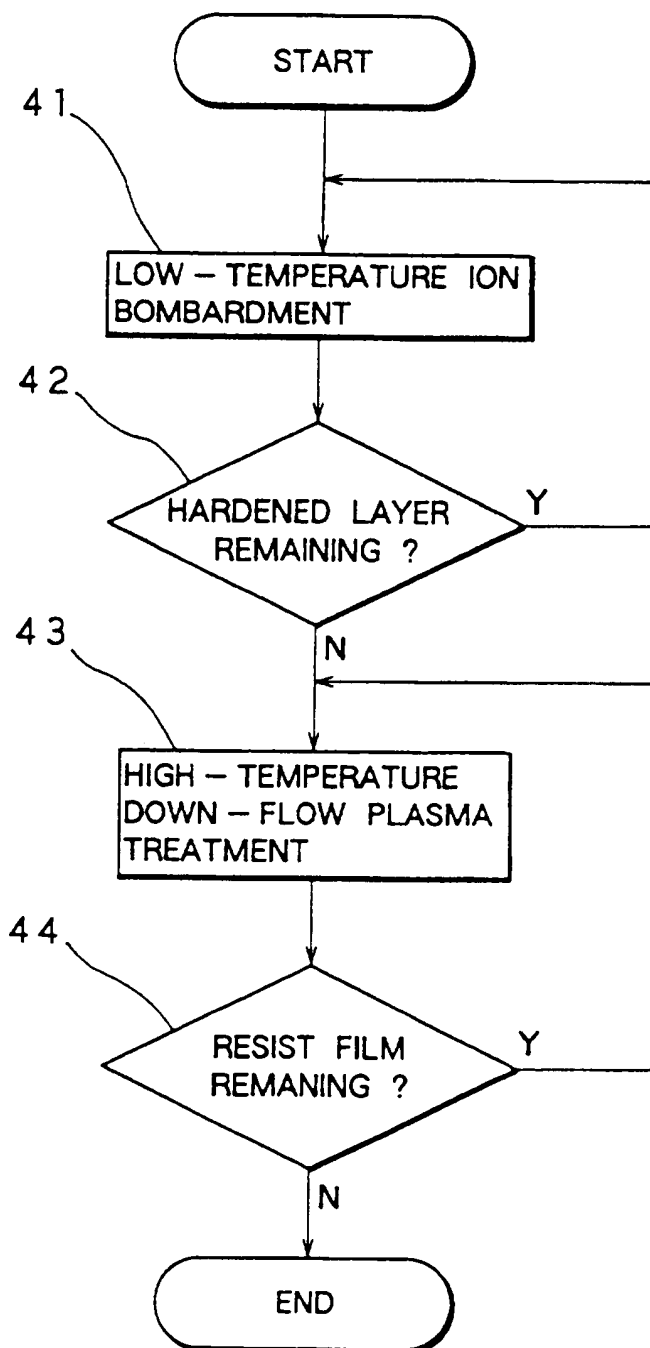 START
41
LOW – TEMPERATURE ION
BOMBARDMENT
42
HARDENED LAYER
REMAINING ?
Y
N
43
HIGH – TEMPERATURE
DOWN – FLOW PLASMA
TREATMENT
44
RESIST FILM
REMANING ?
Y
N
END